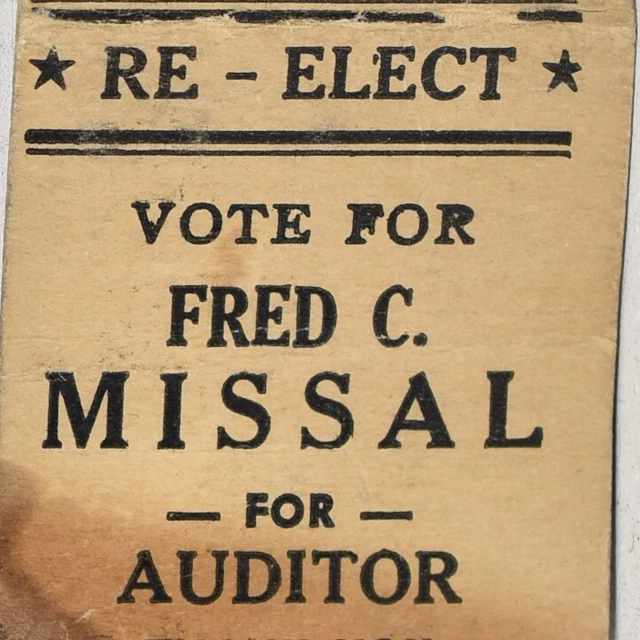 ★ RE - ELECT ★
VOTE FOR
FRED C.
MISSAL
— FOR —
AUDITOR